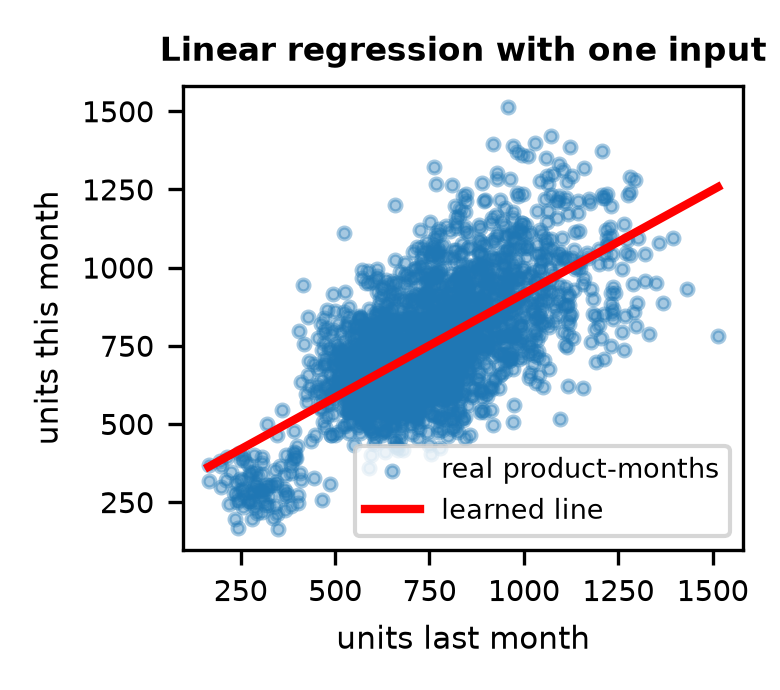 Linear regression with one input
1500
1250
1000
750
500
250
units this month
real product-months
learned line
250 500 750 1000 1250 1500
units last month